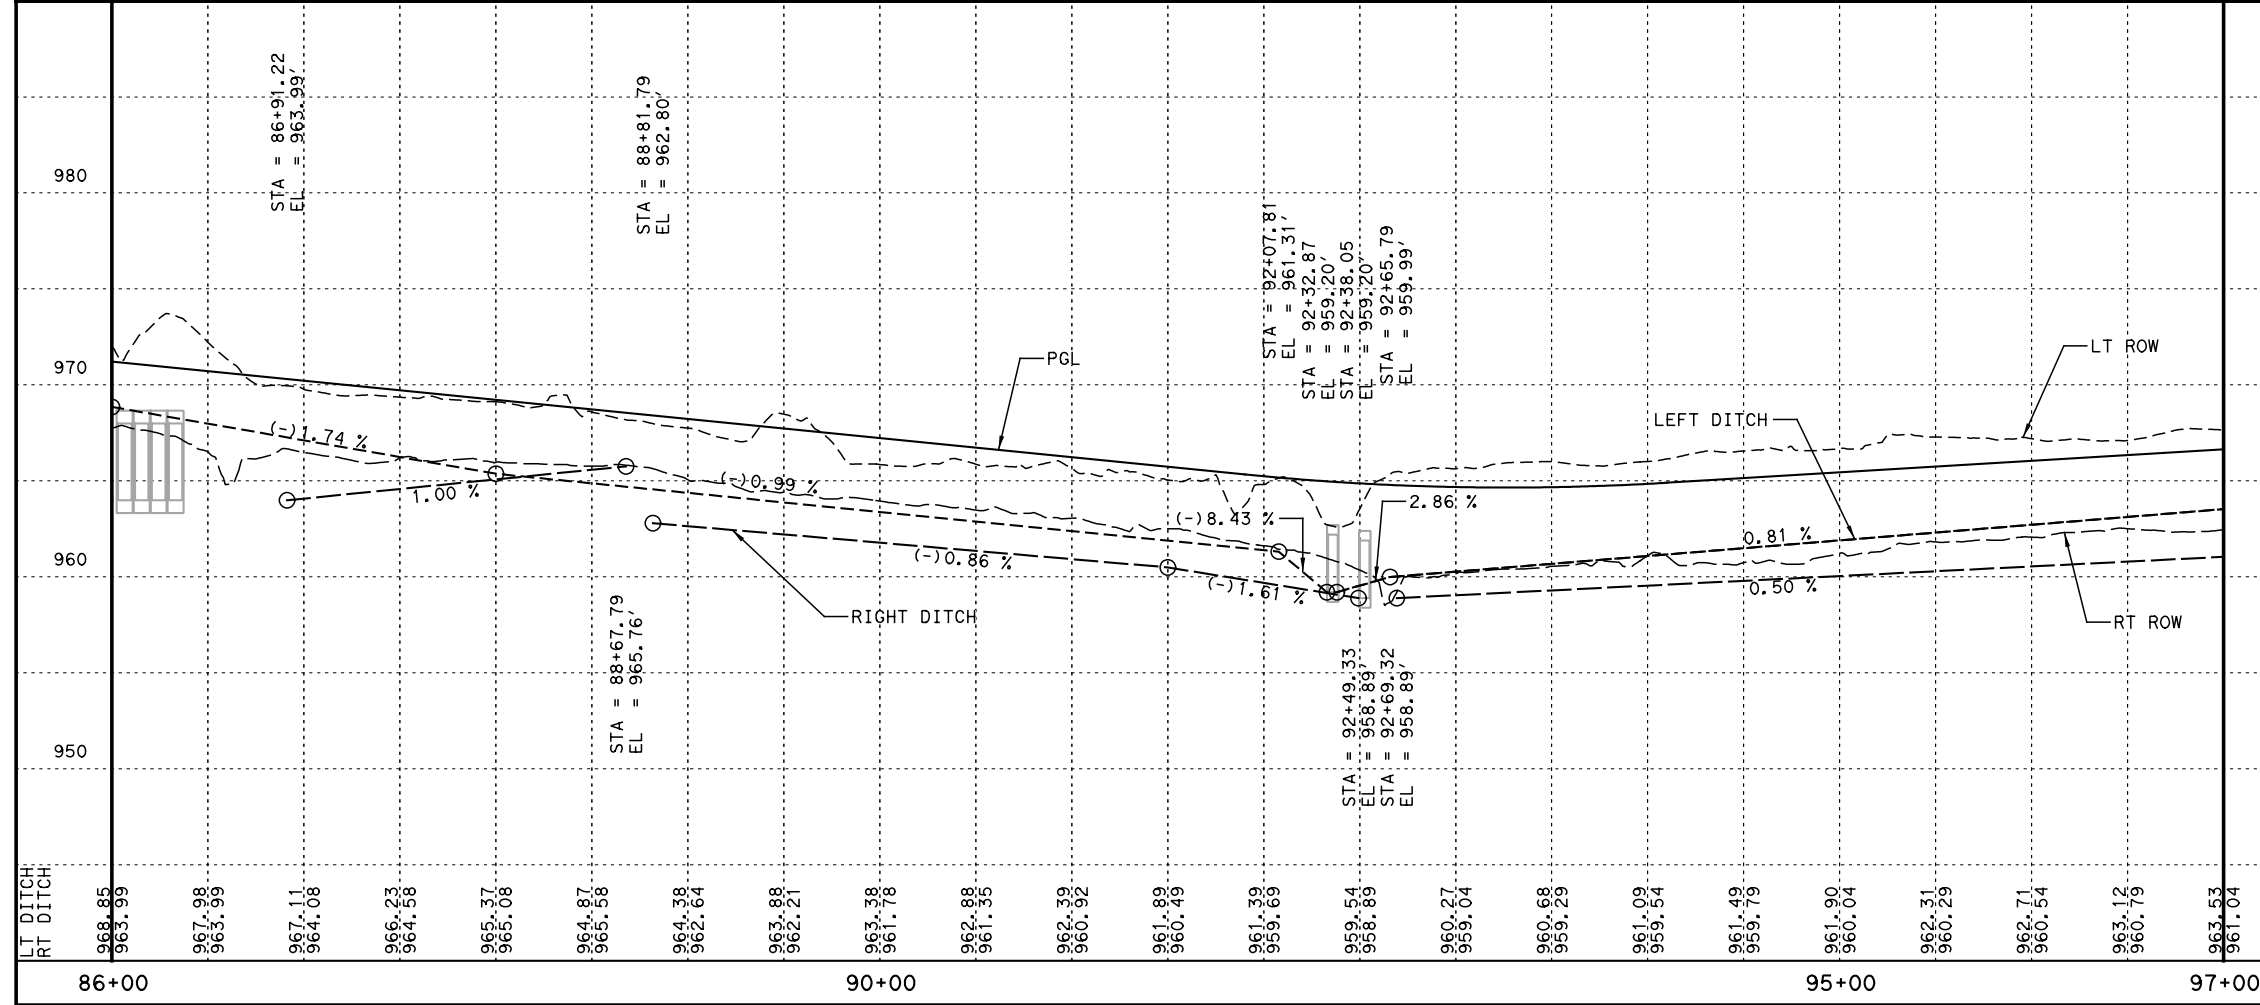 STA = 86+91.22
EL = 963.99'
STA = 88+81.79
EL = 962.80'
980
STA = 92+07.81
EL = 961.31'
STA = 92+32.87
EL = 959.20'
STA = 92+38.05
EL = 959.20'
STA = 92+65.79
EL = 959.99'
970
PGL
LT ROW
LEFT DITCH
(-)1.74 %
1.00 %
(-)0.99 %
(-)8.43 %
2.86 %
0.81 %
960
(-)0.86 %
(-)1.61 %
0.50 %
RIGHT DITCH
RT ROW
STA = 88+67.79
EL = 965.76'
STA = 92+49.33
EL = 958.89'
STA = 92+69.32
EL = 958.89'
950
LT DITCH
RT DITCH
968.85
963.99
967.98
963.99
967.11
964.08
966.23
964.58
965.37
965.08
964.87
965.58
964.38
962.64
963.88
962.21
963.38
961.78
962.88
961.35
962.39
960.92
961.89
960.49
961.39
959.69
959.54
958.89
960.27
959.04
960.68
959.29
961.09
959.54
961.49
959.79
961.90
960.04
962.31
960.29
962.71
960.54
963.12
960.79
963.53
961.04
86+00
90+00
95+00
97+00